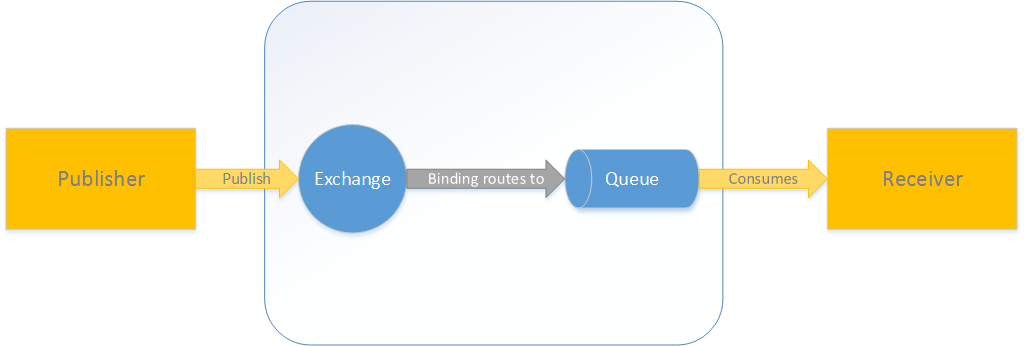 Publisher
Publish
Exchange
Binding routes to
Queue
Consumes
Receiver